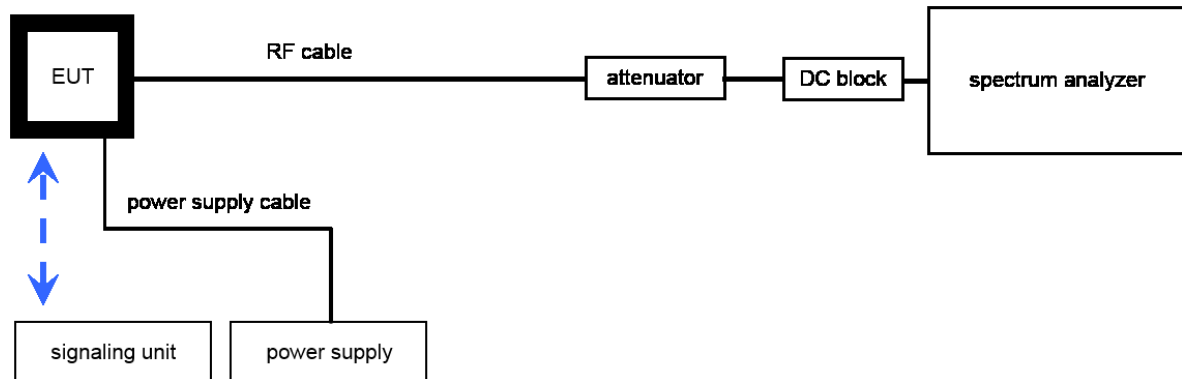 EUT
RF cable
attenuator
DC block
spectrum analyzer
power supply cable
signaling unit
power supply